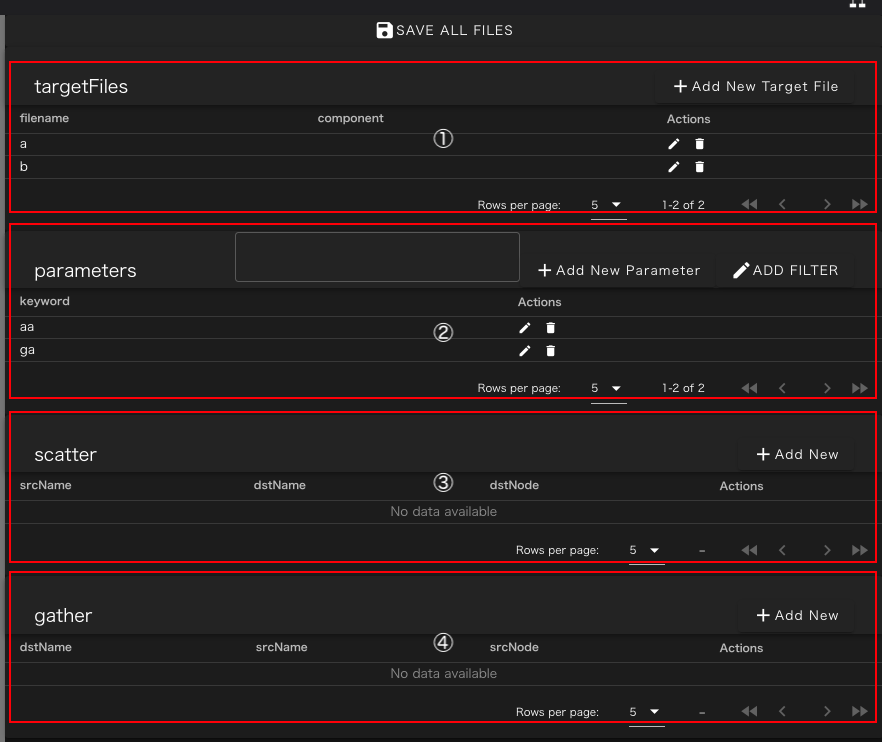 SAVE ALL FILES
targetFiles
Add New Target File
filename component Actions
①
a
b
Rows per page: 5 1-2 of 2
parameters
Add New Parameter ADD FILTER
keyword Actions
aa
②
ga
Rows per page: 5 1-2 of 2
scatter
Add New
srcName dstName ③ dstNode Actions
No data available
Rows per page: 5 –
gather
Add New
dstName srcName ④ srcNode Actions
No data available
Rows per page: 5 –